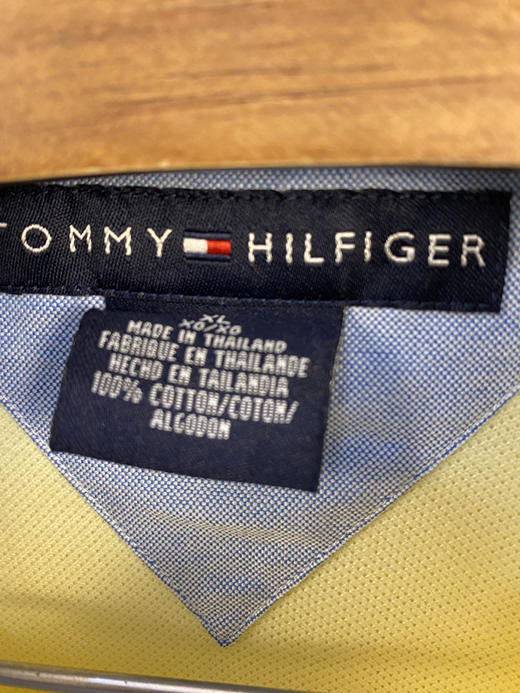 TOMMY HILFIGER
XL
XG/XG
MADE IN THAILAND
FABRIQUE EN THAILANDE
HECHO EN TAILANDIA
100% COTTON/COTON/
ALGODON